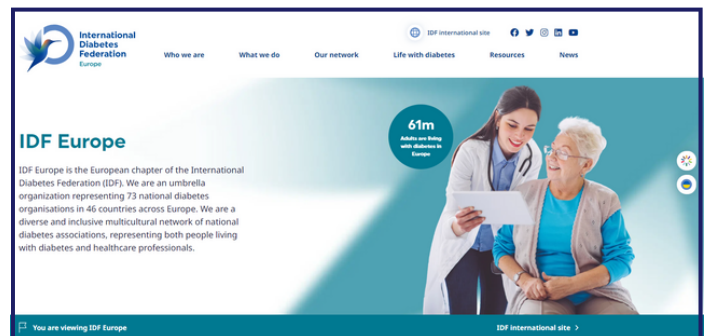 International
Diabetes
Federation
Europe
IDF international site
Who we are
What we do
Our network
Life with diabetes
Resources
News
61m
Adults are living
with diabetes in
Europe
IDF Europe
IDF Europe is the European chapter of the International
Diabetes Federation (IDF). We are an umbrella
organization representing 73 national diabetes
organisations in 46 countries across Europe. We are a
diverse and inclusive multicultural network of national
diabetes associations, representing both people living
with diabetes and healthcare professionals.
You are viewing IDF Europe
IDF international site >